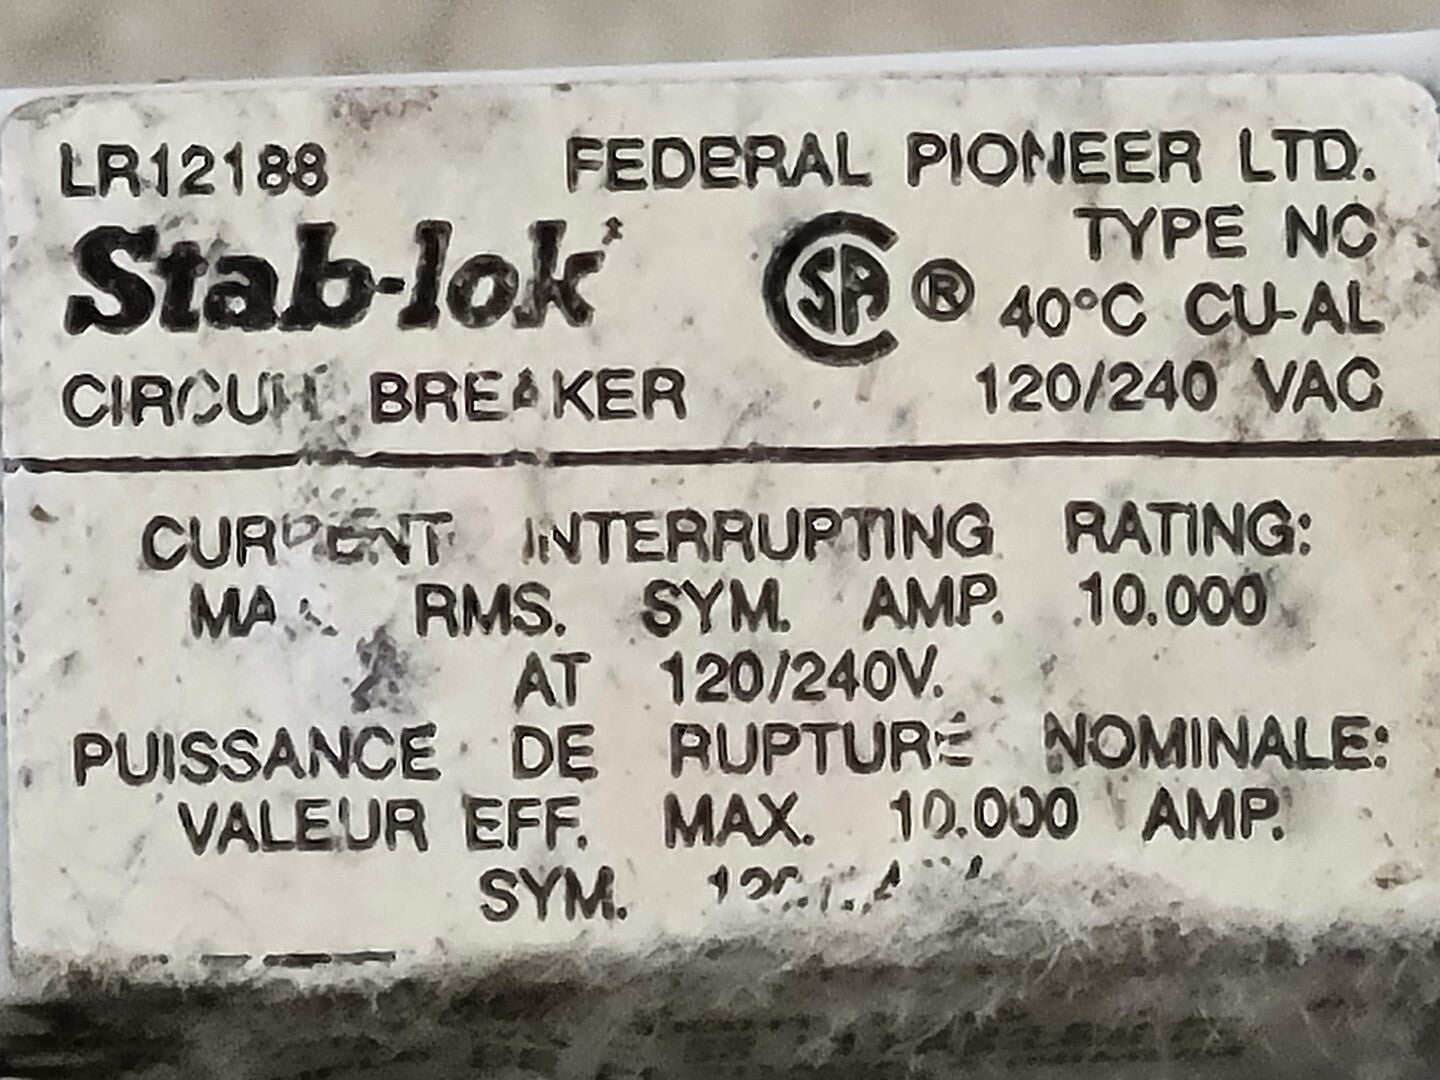 LR12188 FEDERAL PIONEER LTD.
Stab-lok CSA ® TYPE NC
40°C CU-AL
CIRCUIT BREAKER 120/240 VAC
CURRENT INTERRUPTING RATING:
RMS. SYM. AMP. 10.000
AT 120/240V.
PUISSANCE DE RUPTURE NOMINALE:
VALEUR EFF. MAX. 10.000 AMP.
SYM.